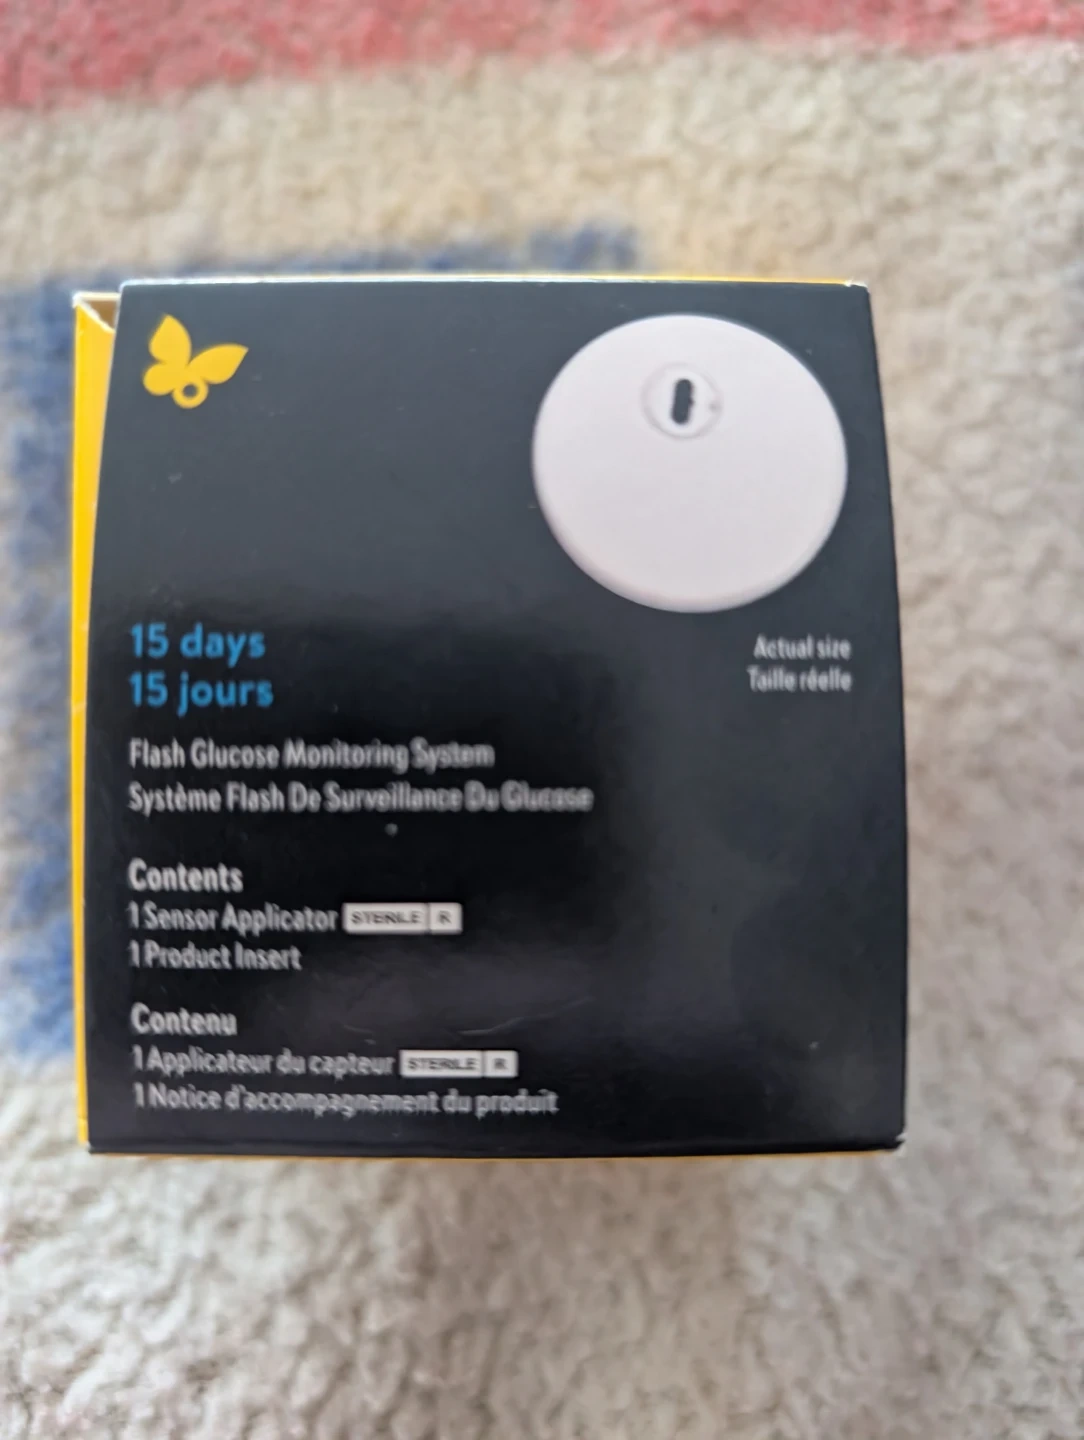 15 days
15 jours
Actual size
Taille réelle
Flash Glucose Monitoring System
Système Flash De Surveillance Du Glucose
Contents
1 Sensor Applicator STERILE R
1 Product Insert
Contenu
1 Applicateur du capteur STERILE R
1 Notice d'accompagnement du produit